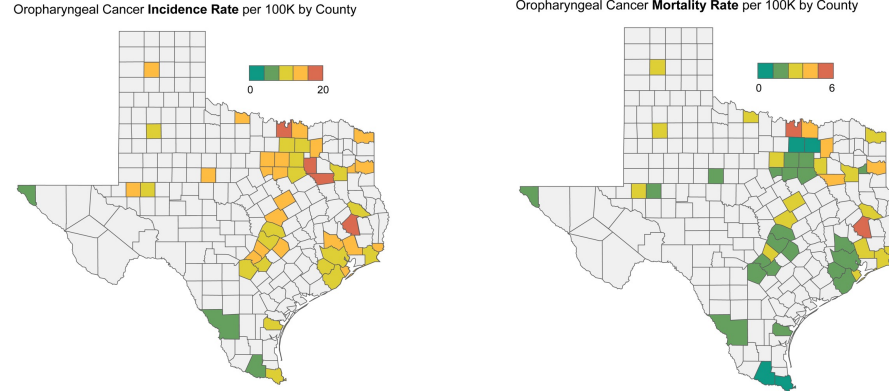 Oropharyngeal Cancer Incidence Rate per 100K by County
0 20
Oropharyngeal Cancer Mortality Rate per 100K by County
0 6